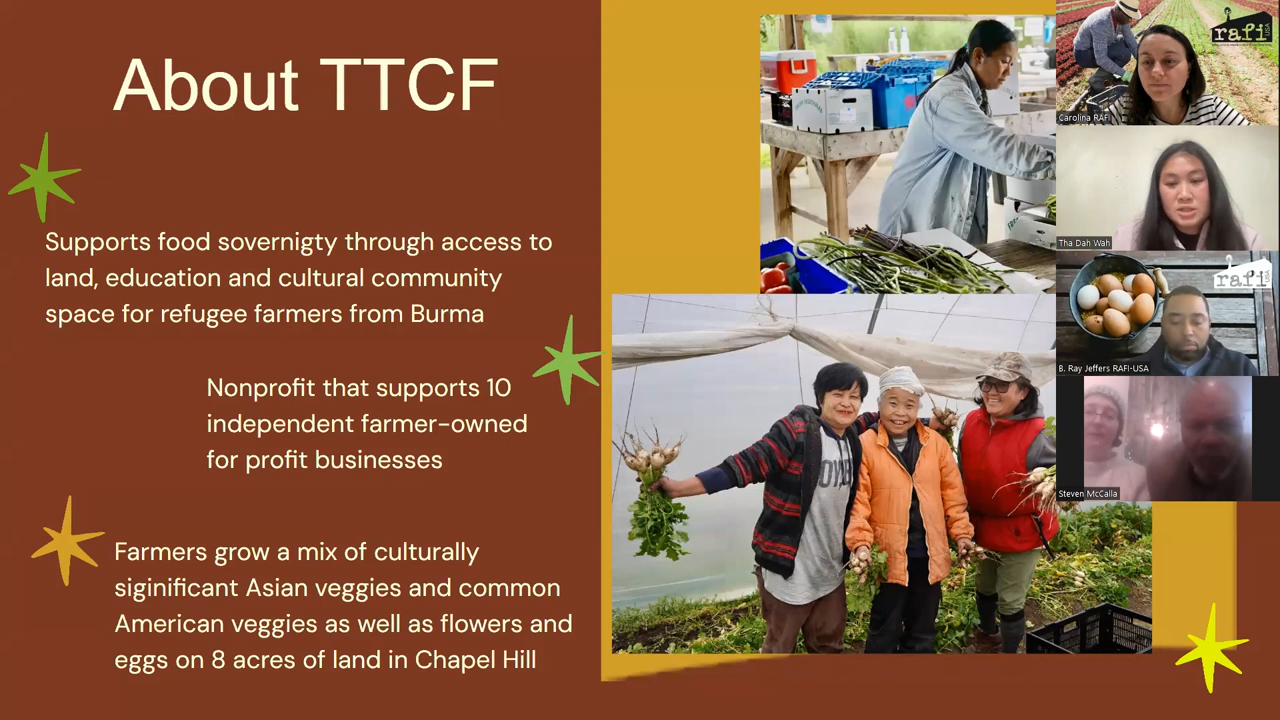 About TTCF
Supports food sovernigty through access to
land, education and cultural community
space for refugee farmers from Burma
Nonprofit that supports 10
independent farmer-owned
for profit businesses
Farmers grow a mix of culturally
siginificant Asian veggies and common
American veggies as well as flowers and
eggs on 8 acres of land in Chapel Hill
rafi
USA
Carolina RAFI
Tha Dah Wah
rafi
USA
B. Ray Jeffers RAFI-USA
Steven McCalla